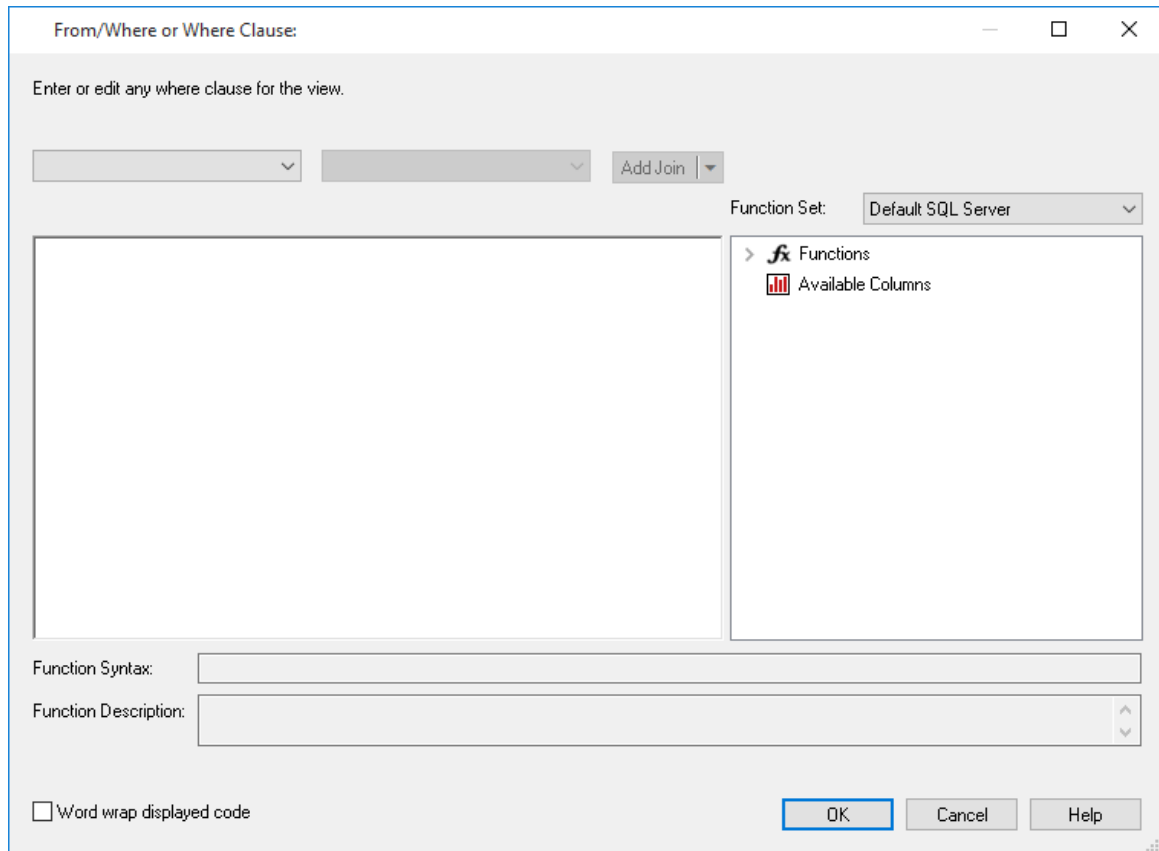 From/Where or Where Clause:
Enter or edit any where clause for the view.
Add Join
Function Set: Default SQL Server
fx Functions
Available Columns
Function Syntax:
Function Description:
Word wrap displayed code
OK Cancel Help